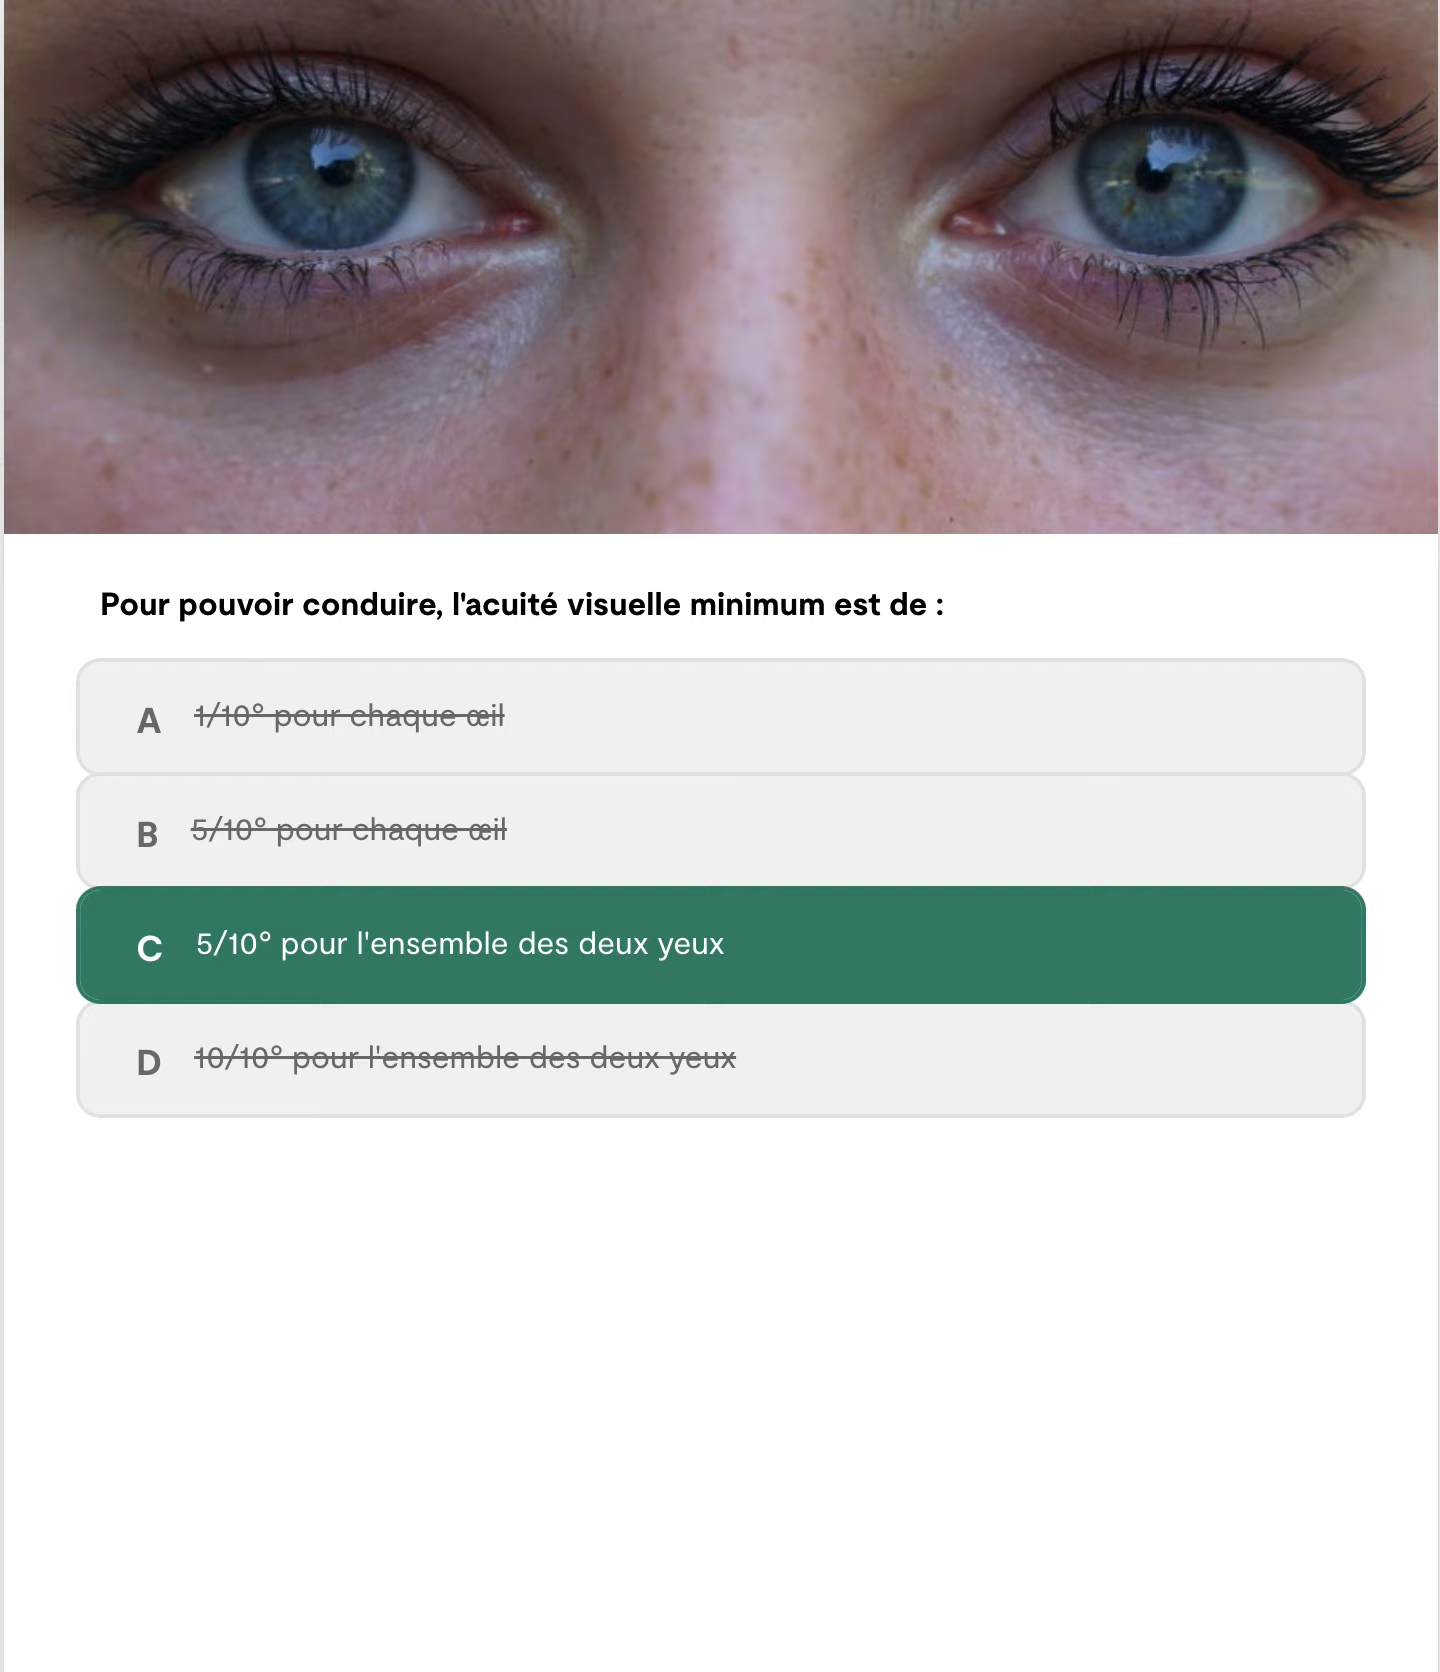 Pour pouvoir conduire, l'acuité visuelle minimum est de :
A 1/10° pour chaque œil
B 5/10° pour chaque œil
C 5/10° pour l'ensemble des deux yeux
D 10/10° pour l'ensemble des deux yeux